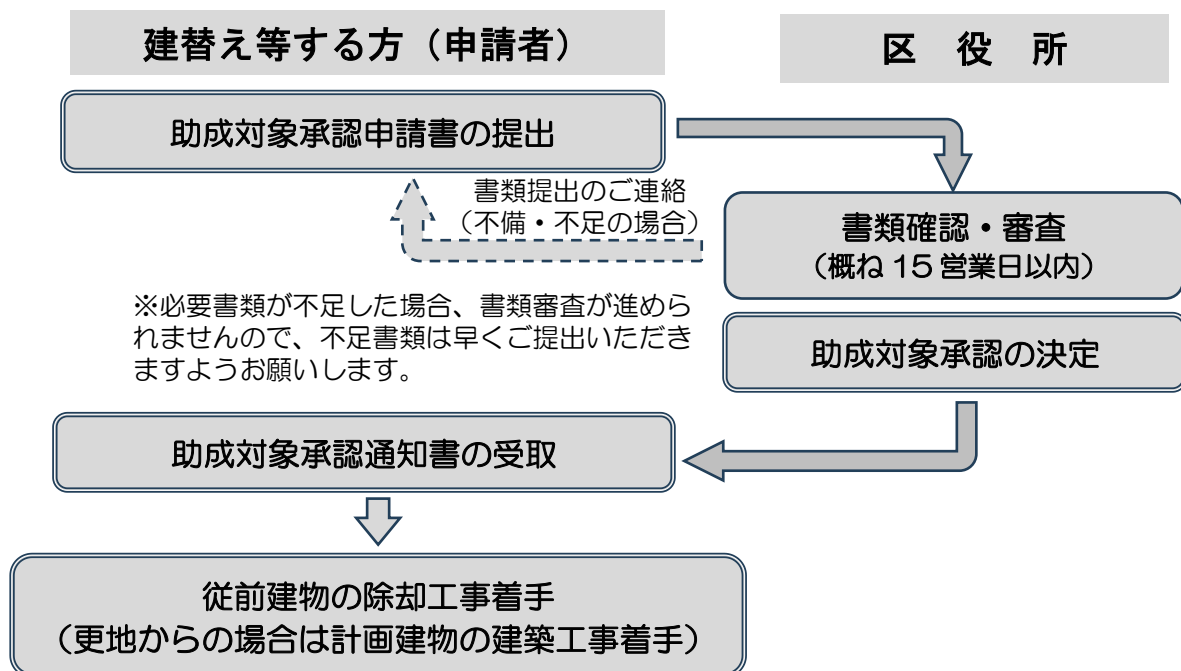 建替え等する方（申請者）
区 役 所
助成対象承認申請書の提出
書類提出のご連絡
（不備・不足の場合）
書類確認・審査
（概ね 15 営業日以内）
※必要書類が不足した場合、書類審査が進めら
れませんので、不足書類は早くご提出いただき
ますようお願いします。
助成対象承認の決定
助成対象承認通知書の受取
従前建物の除却工事着手
（更地からの場合は計画建物の建築工事着手）